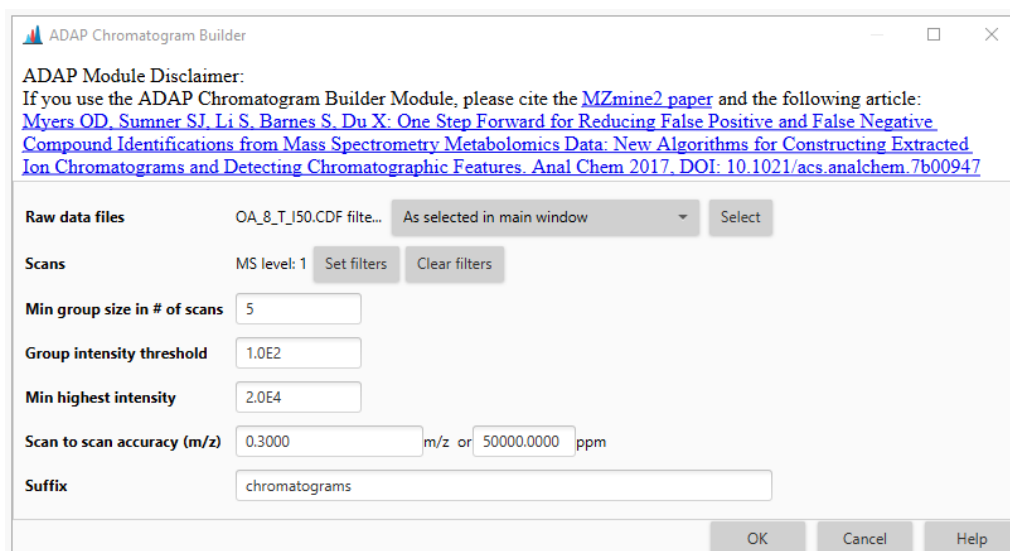 ADAP Chromatogram Builder
ADAP Module Disclaimer:
If you use the ADAP Chromatogram Builder Module, please cite the MZmine2 paper and the following article:
Myers OD, Sumner SJ, Li S, Barnes S, Du X: One Step Forward for Reducing False Positive and False Negative
Compound Identifications from Mass Spectrometry Metabolomics Data: New Algorithms for Constructing Extracted
Ion Chromatograms and Detecting Chromatographic Features. Anal Chem 2017, DOI: 10.1021/acs.analchem.7b00947
Raw data files OA_8_T_I50.CDF filte... As selected in main window Select
Scans MS level: 1 Set filters Clear filters
Min group size in # of scans 5
Group intensity threshold 1.0E2
Min highest intensity 2.0E4
Scan to scan accuracy (m/z) 0.3000 m/z or 50000.0000 ppm
Suffix chromatograms
OK Cancel Help